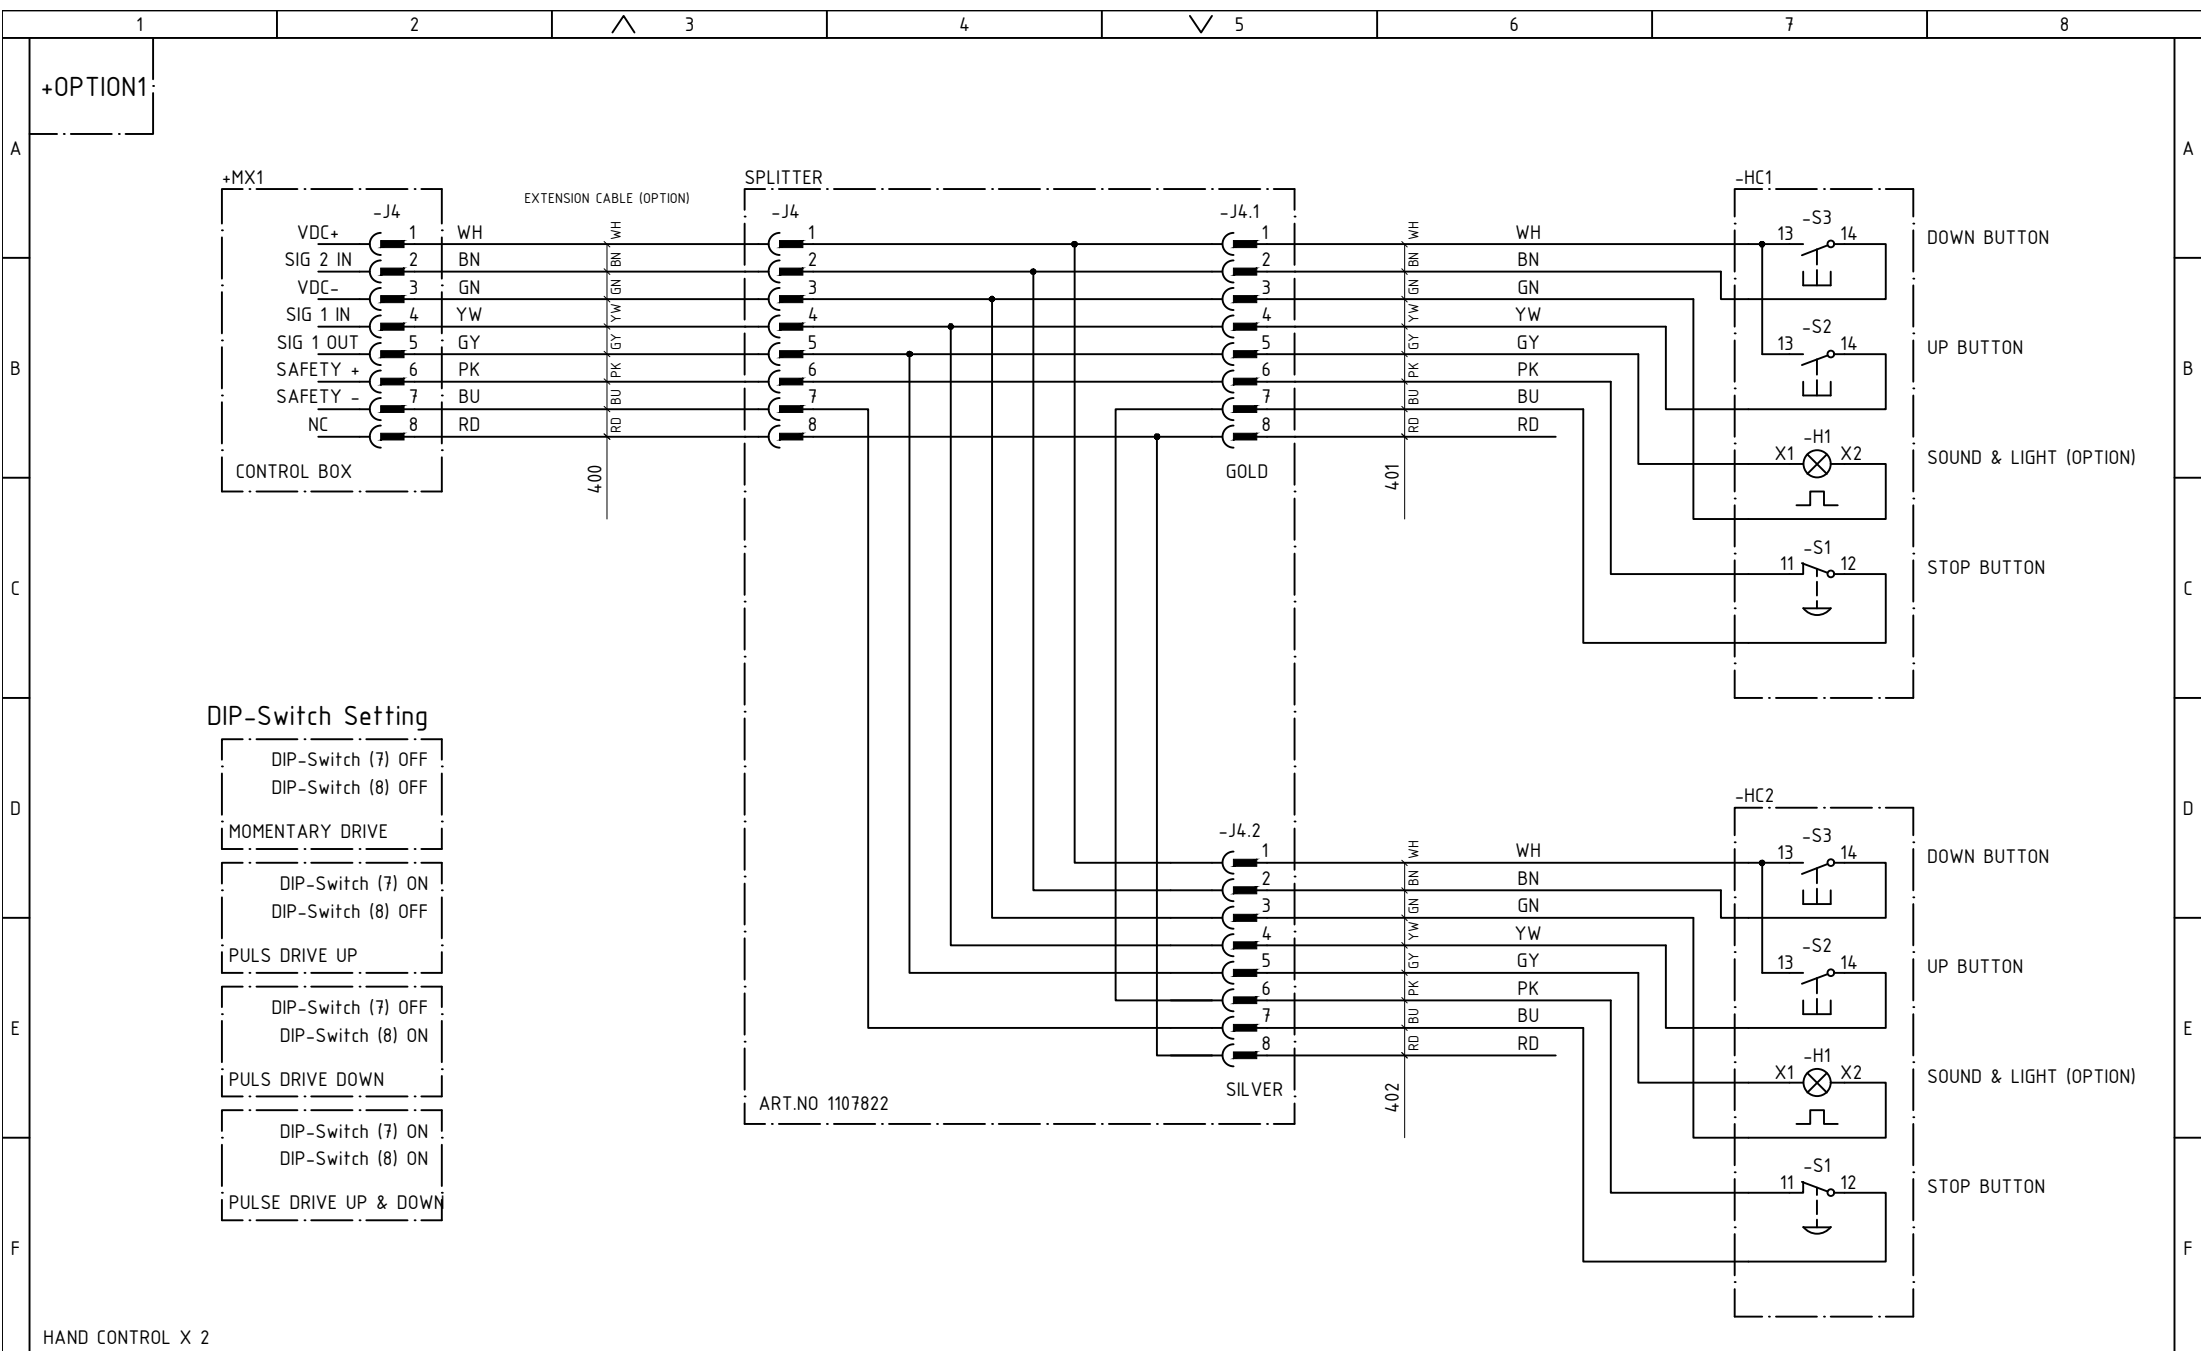 1 2 3 4 5 6 7 8
+OPTION1
A A
+MX1
EXTENSION CABLE (OPTION)
SPLITTER
-HC1
-J4
-J4
-J4.1
-S3
VDC+ 1 WH WH 1 1 WH WH 13 14 DOWN BUTTON
SIG 2 IN 2 BN BN 2 2 BN BN
VDC- 3 GN GN 3 3 GN GN
SIG 1 IN 4 YW YW 4 4 YW YW
-S2
SIG 1 OUT 5 GY GY 5 5 GY GY 13 14 UP BUTTON
B B
SAFETY + 6 PK PK 6 6 PK PK
SAFETY - 7 BU BU 7 7 BU BU
NC 8 RD RD 8 8 RD RD
-H1
X1 X2 SOUND & LIGHT (OPTION)
CONTROL BOX
400
GOLD
401
-S1
11 12 STOP BUTTON
C C
DIP-Switch Setting
DIP-Switch (7) OFF
DIP-Switch (8) OFF
MOMENTARY DRIVE
D D
-HC2
-J4.2
-S3
1 WH WH 13 14 DOWN BUTTON
2 BN BN
3 GN GN
4 YW YW
-S2
5 GY GY 13 14 UP BUTTON
6 PK PK
7 BU BU
8 RD RD
-H1
X1 X2 SOUND & LIGHT (OPTION)
SILVER
402
ART.NO 1107822
-S1
11 12 STOP BUTTON
DIP-Switch (7) ON
DIP-Switch (8) OFF
PULS DRIVE UP
DIP-Switch (7) OFF
DIP-Switch (8) ON
E E
PULS DRIVE DOWN
DIP-Switch (7) ON
DIP-Switch (8) ON
PULSE DRIVE UP & DOWN
F F
HAND CONTROL X 2